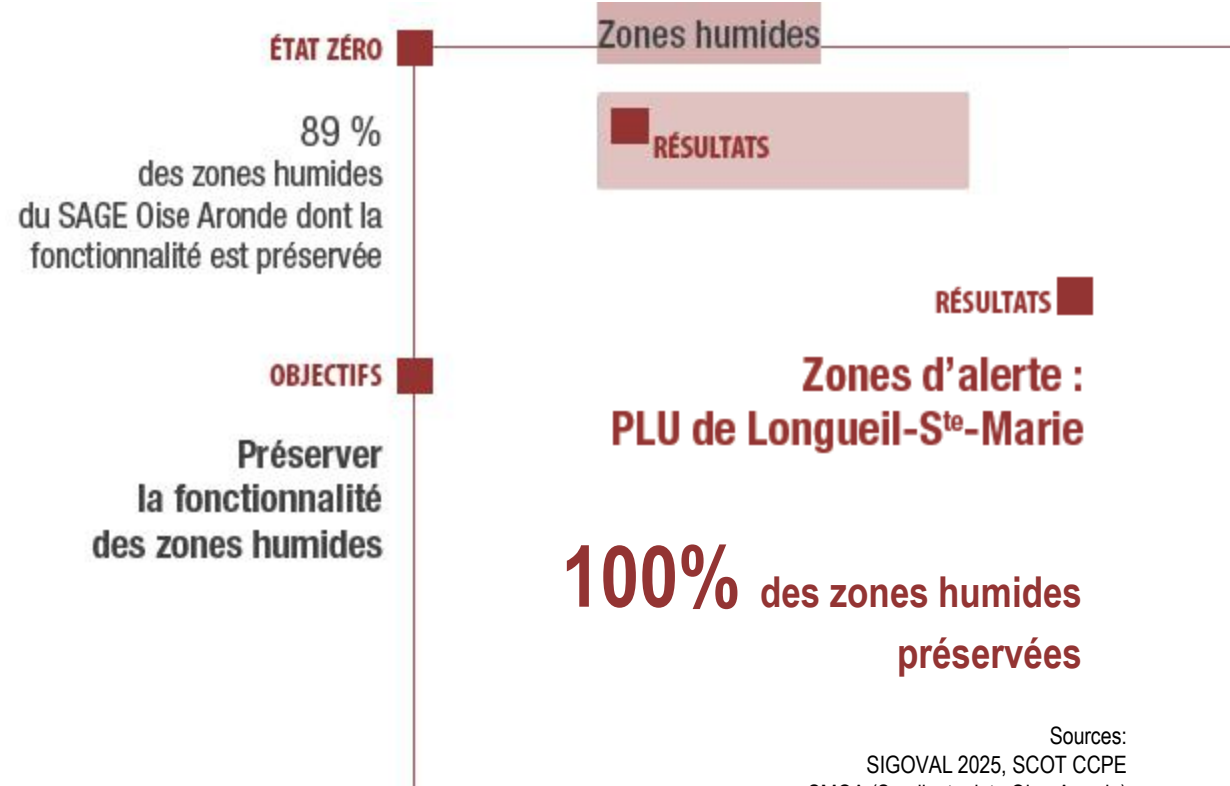 ÉTAT ZÉRO
89 %
des zones humides
du SAGE Oise Aronde dont la
fonctionnalité est préservée
OBJECTIFS
Préserver
la fonctionnalité
des zones humides
Zones humides
RÉSULTATS
RÉSULTATS
Zones d’alerte :
PLU de Longueil-Ste-Marie
100% des zones humides
préservées
Sources:
SIGOVAL 2025, SCOT CCPE